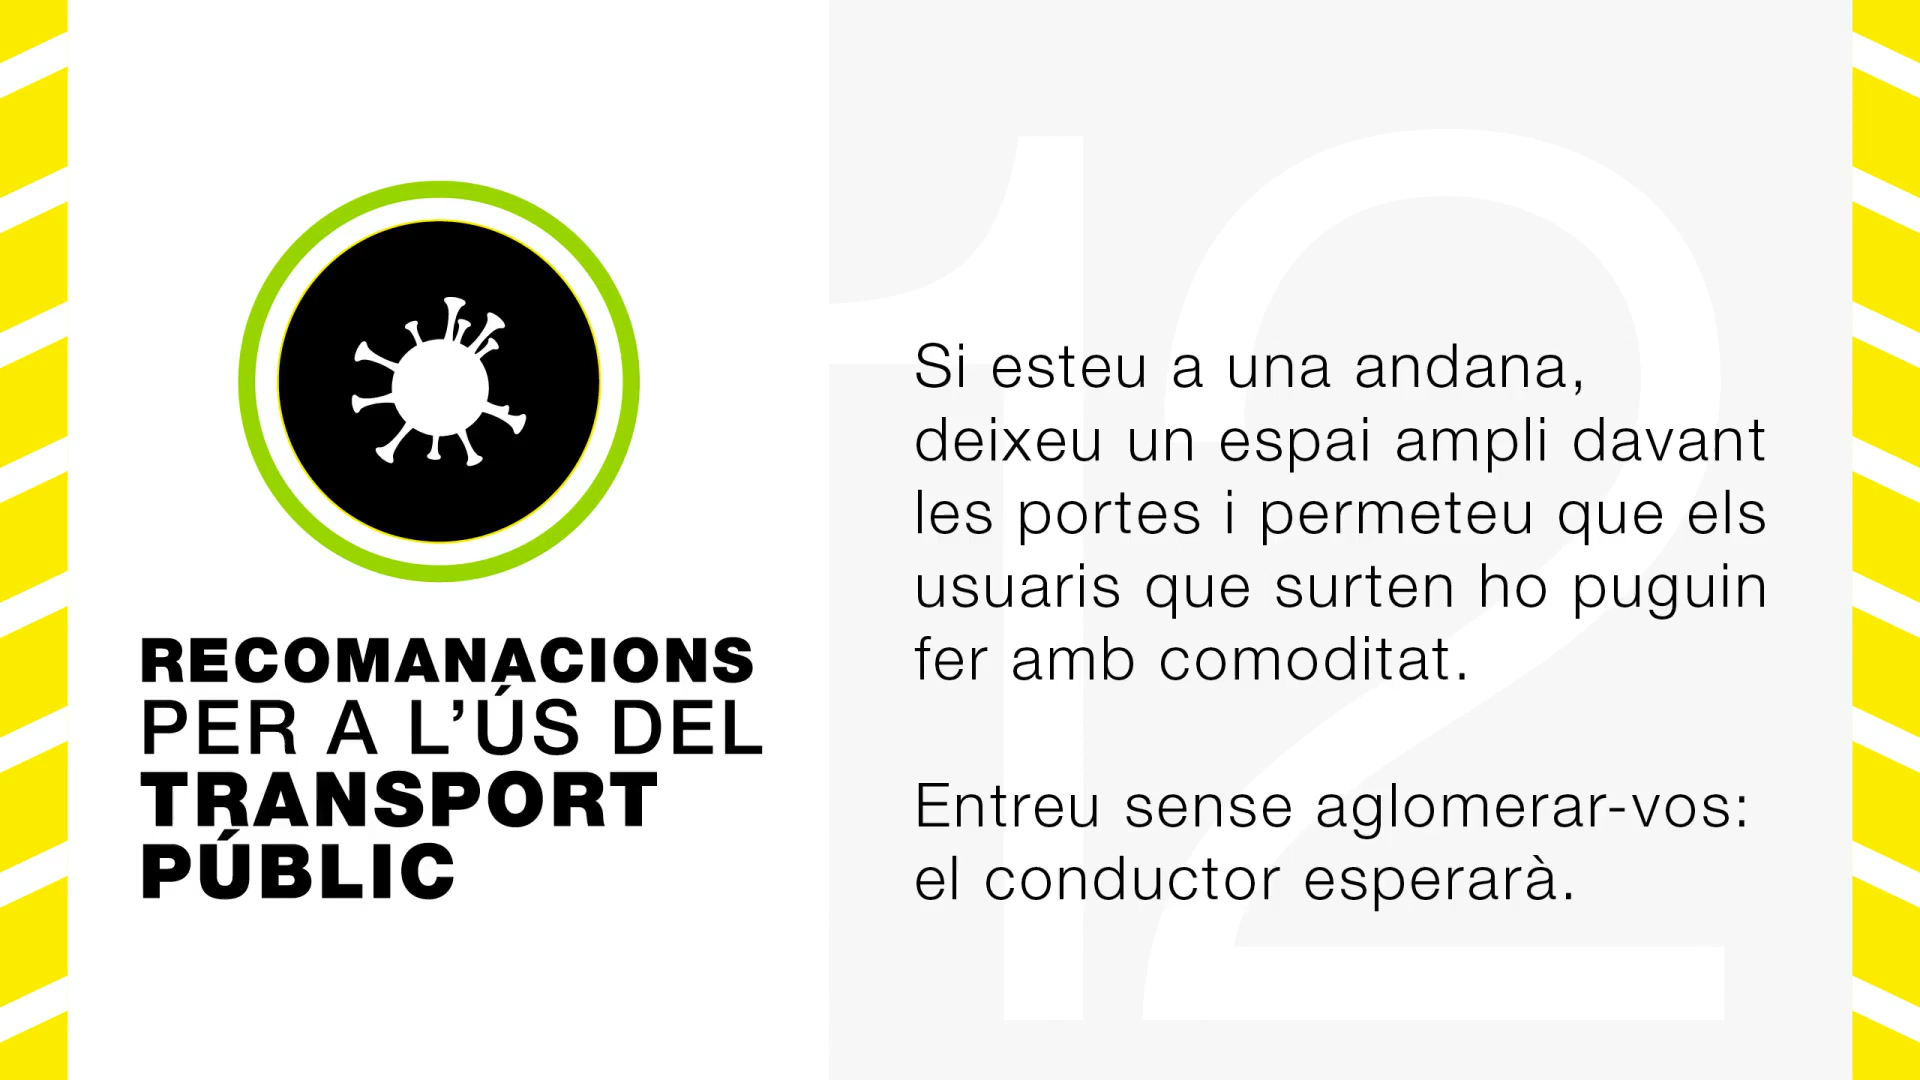 RECOMANACIONS
PER A L’ÚS DEL
TRANSPORT
PÚBLIC
12
Si esteu a una andana,
deixeu un espai ampli davant
les portes i permeteu que els
usuaris que surten ho puguin
fer amb comoditat.
Entreu sense aglomerar-vos:
el conductor esperarà.